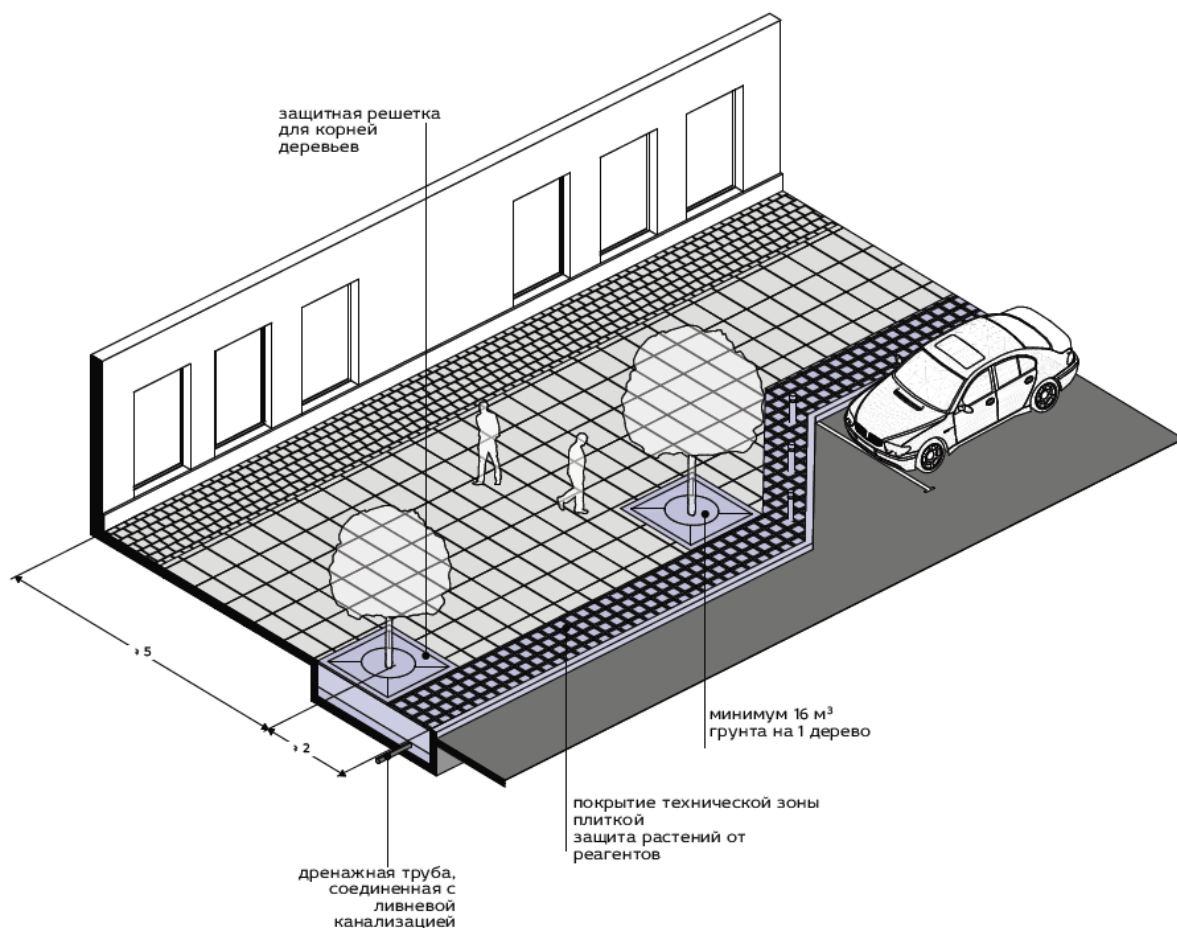 защитная решетка
для корней
деревьев
5
2
минимум 16 м³
грунта на 1 дерево
покрытие технической зоны
плиткой
защита растений от
реагентов
дренажная труба,
соединенная с
ливневой
канализацией